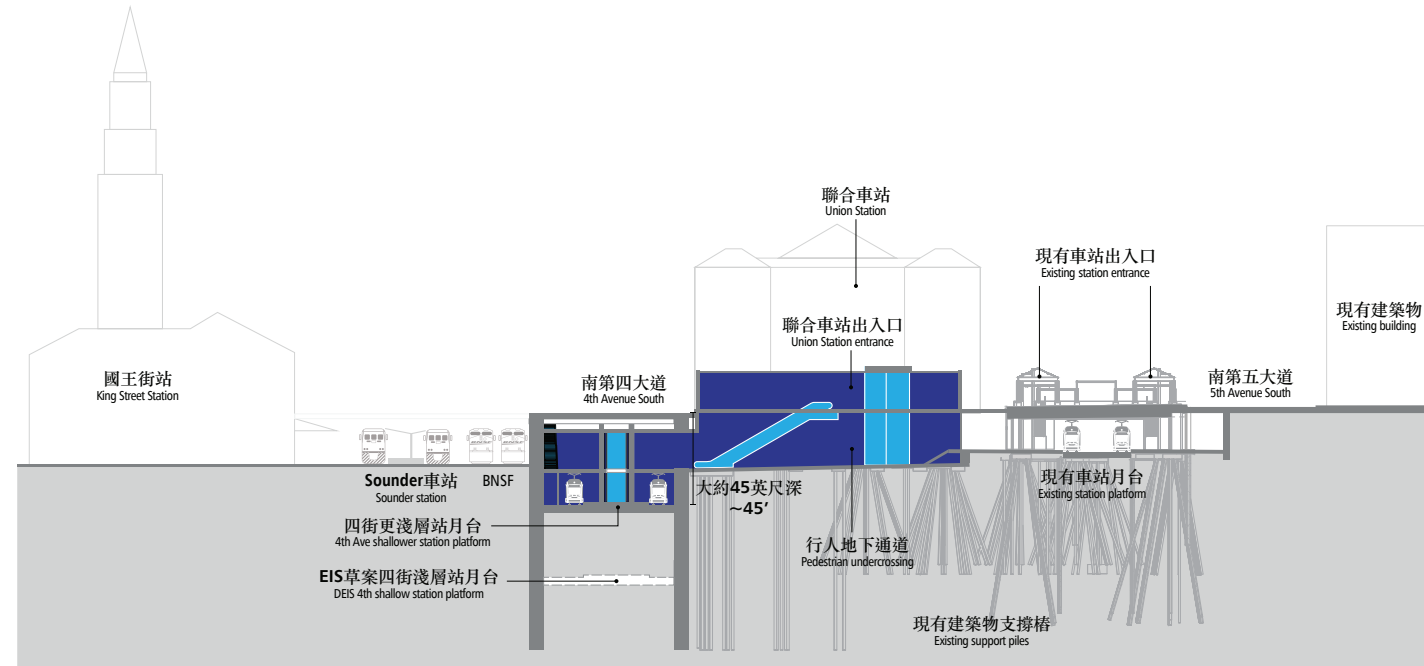 聯合車站
Union Station
現有車站出入口
Existing station entrance
現有建築物
Existing building
聯合車站出入口
Union Station entrance
國王街站
King Street Station
南第四大道
4th Avenue South
南第五大道
5th Avenue South
Sounder車站
Sounder station
BNSF
大約45英尺深
~45’
現有車站月台
Existing station platform
四街更淺層站月台
4th Ave shallower station platform
行人地下通道
Pedestrian undercrossing
EIS草案四街淺層站月台
DEIS 4th shallow station platform
現有建築物支撐樁
Existing support piles